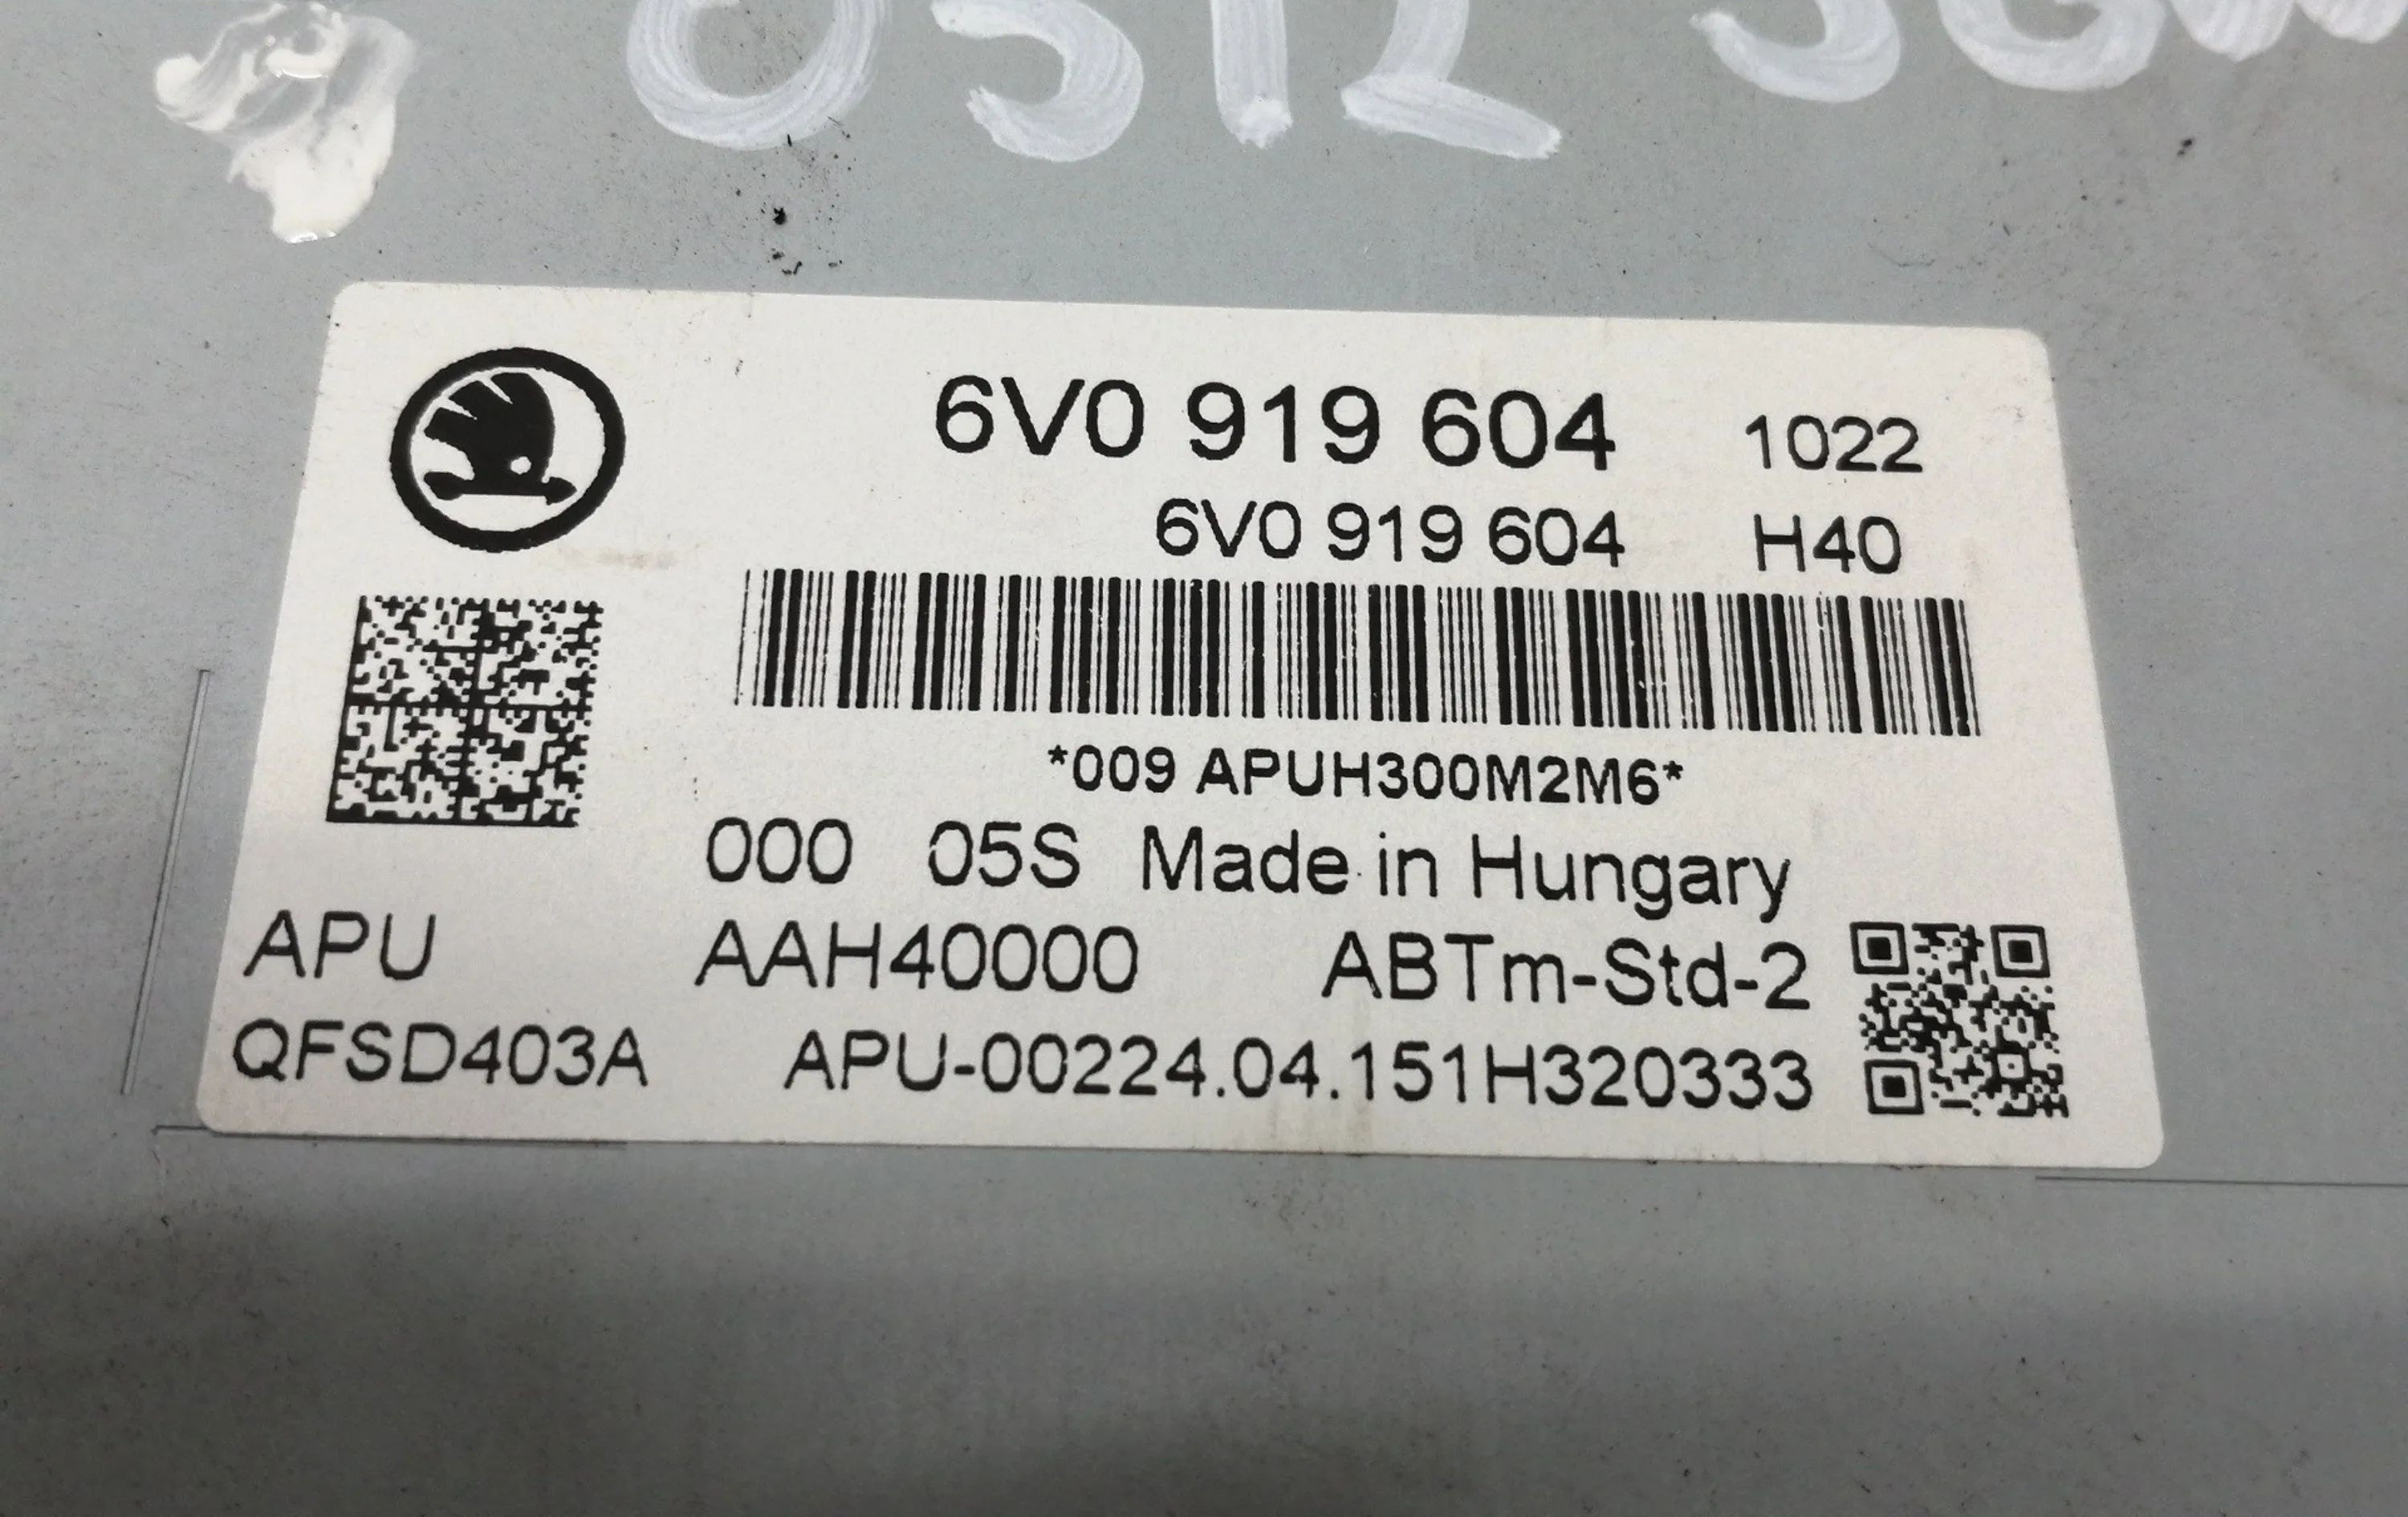 6V0 919 604 1022
6V0 919 604 H40
*009 APUH300M2M6*
000 05S Made in Hungary
APU AAH40000 ABTm-Std-2
QFSD403A APU-00224.04.151H320333